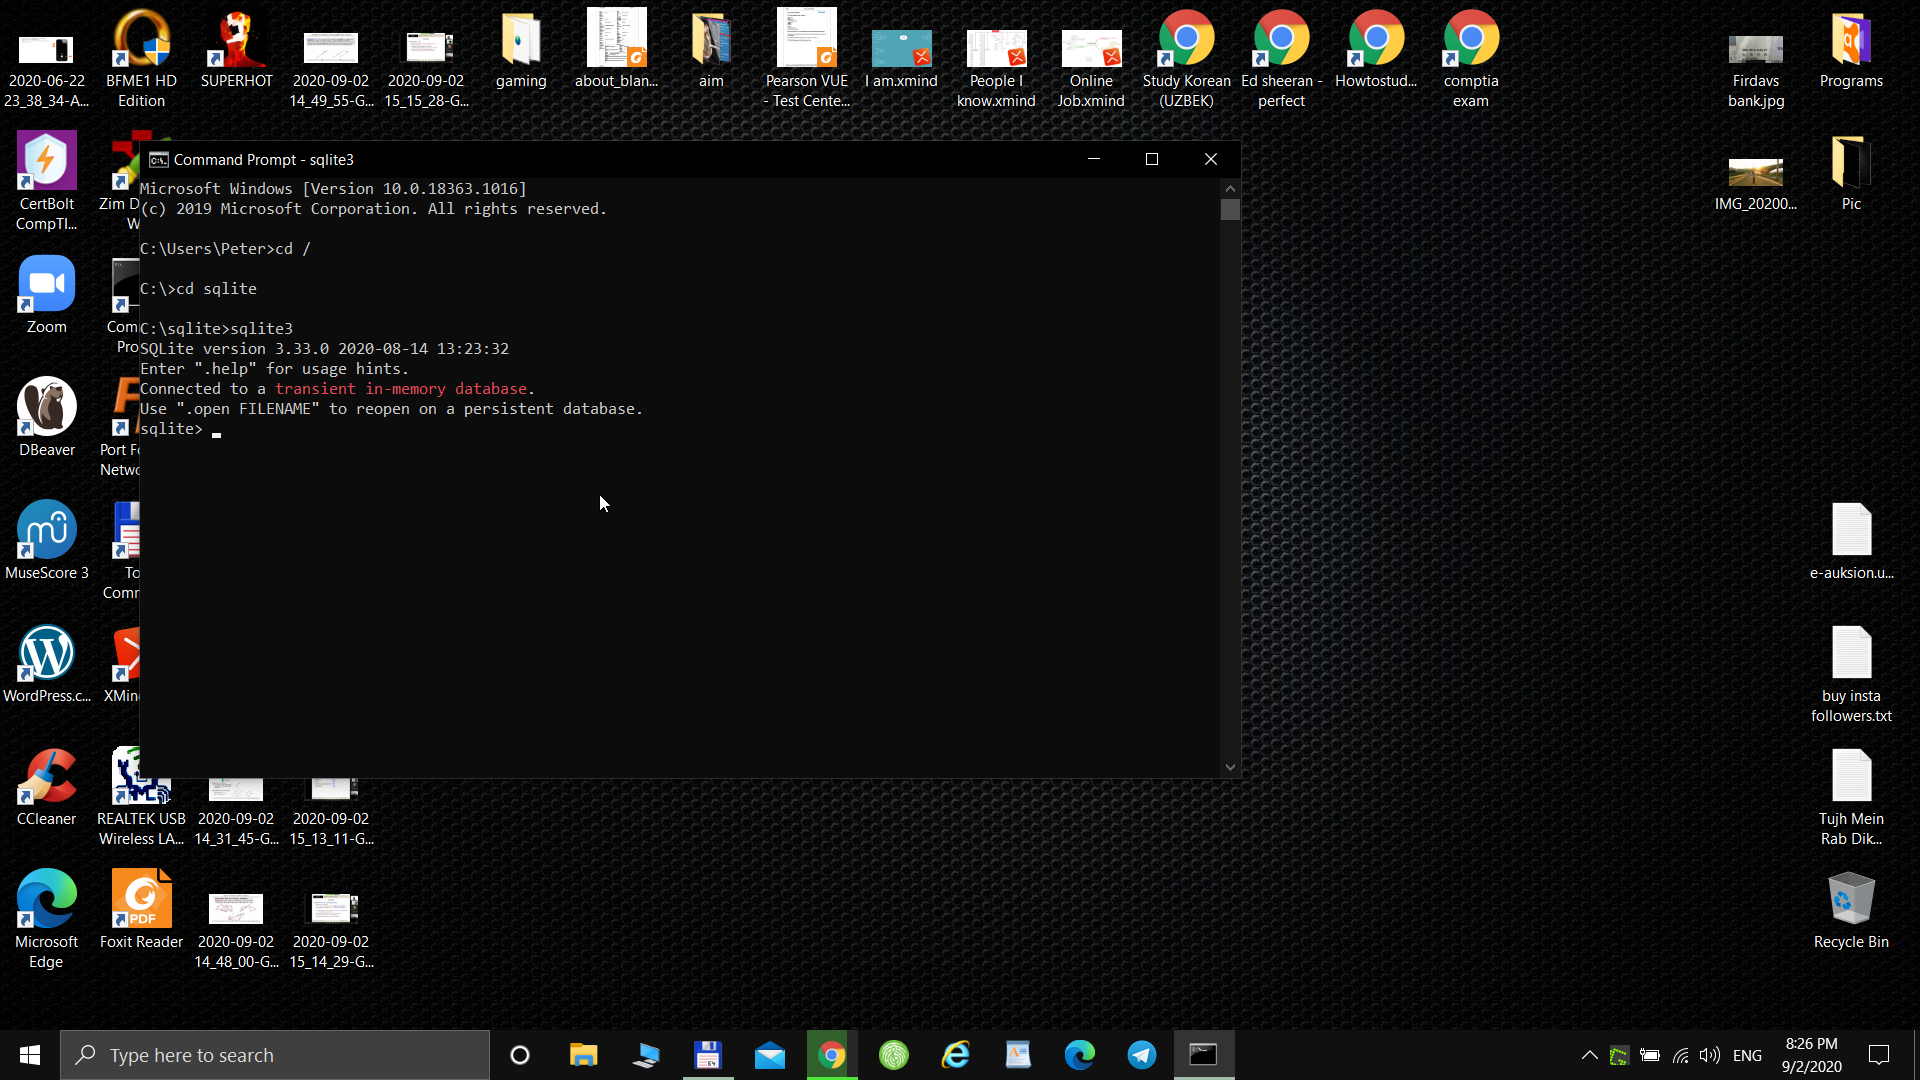 2020-06-22
23_38_34-A...
BFME1 HD
Edition
SUPERHOT
2020-09-02
14_49_55-G...
2020-09-02
15_15_28-G...
gaming
about_blan...
aim
Pearson VUE
- Test Cente...
I am.xmind
People I
know.xmind
Online
Job.xmind
Study Korean
(UZBEK)
Ed sheeran -
perfect
Howtostud...
comptia
exam
Firdavs
bank.jpg
Programs
CertBolt
CompTI...
Zim D
W
IMG_20200...
Pic
Command Prompt - sqlite3
Microsoft Windows [Version 10.0.18363.1016]
(c) 2019 Microsoft Corporation. All rights reserved.
C:\Users\Peter>cd /
C:\>cd sqlite
C:\sqlite>sqlite3
SQLite version 3.33.0 2020-08-14 13:23:32
Enter ".help" for usage hints.
Connected to a transient in-memory database.
Use ".open FILENAME" to reopen on a persistent database.
sqlite>
Zoom
Com
Pro
DBeaver
Port Fo
Netwo
MuseScore 3
To
Comm
e-auksion.u...
WordPress.c...
XMin
buy insta
followers.txt
CCleaner
REALTEK USB
Wireless LA...
2020-09-02
14_31_45-G...
2020-09-02
15_13_11-G...
Tujh Mein
Rab Dik...
Microsoft
Edge
PDF
Foxit Reader
2020-09-02
14_48_00-G...
2020-09-02
15_14_29-G...
Recycle Bin
Type here to search
64
ENG
8:26 PM
9/2/2020